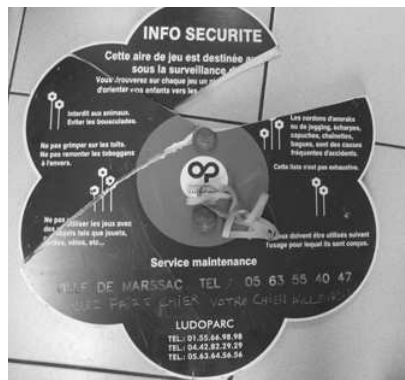 INFO SECURITE
Cette aire de jeu est destinée
sous la surveillance
Vous trouverez sur chaque jeu un
d'orienter vos enfants vers les
Interdit aux animaux.
Eviter les bousculades.
Ne pas grimper sur les toits.
Ne pas remonter les toboggans
à l'envers.
Les cordons d'anoraks
ou de jogging, écharpes,
capuches, chaînettes,
bagues, sont des causes
fréquentes d'accidents.
Cette liste n'est pas exhaustive.
Ne pas utiliser les jeux avec
des tels que jouets,
vélos, etc...
doivent être utilisés suivant
l'usage pour lequel ils sont conçus.
Service maintenance
VILLE DE MARSSAC TEL : 05 63 55 40 47
FAIRE CHIER VOTRE CHIEN AILLEURS
LUDOPARC
TEL.: 01.55.66.98.98
TEL.: 04.42.82.29.29
TEL.: 05.63.64.56.56